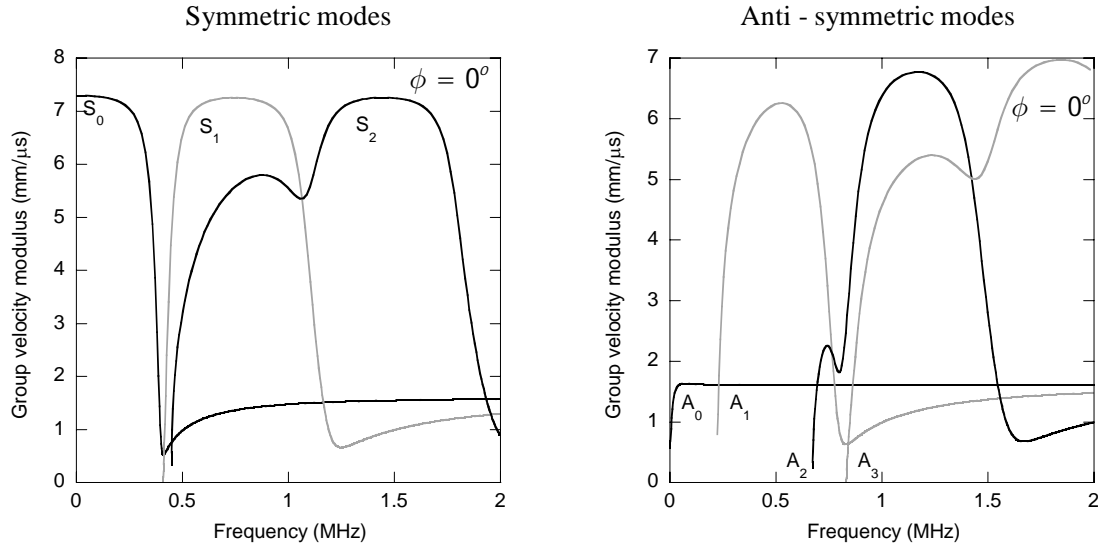 Symmetric modes
Anti - symmetric modes
8
7
6
5
4
3
2
1
0
Group velocity modulus (mm/μs)
ϕ = 0°
S₀
S₁
S₂
0 0.5 1 1.5 2
Frequency (MHz)
7
6
5
4
3
2
1
0
Group velocity modulus (mm/μs)
ϕ = 0°
A₀
A₁
A₂
A₃
0 0.5 1 1.5 2
Frequency (MHz)